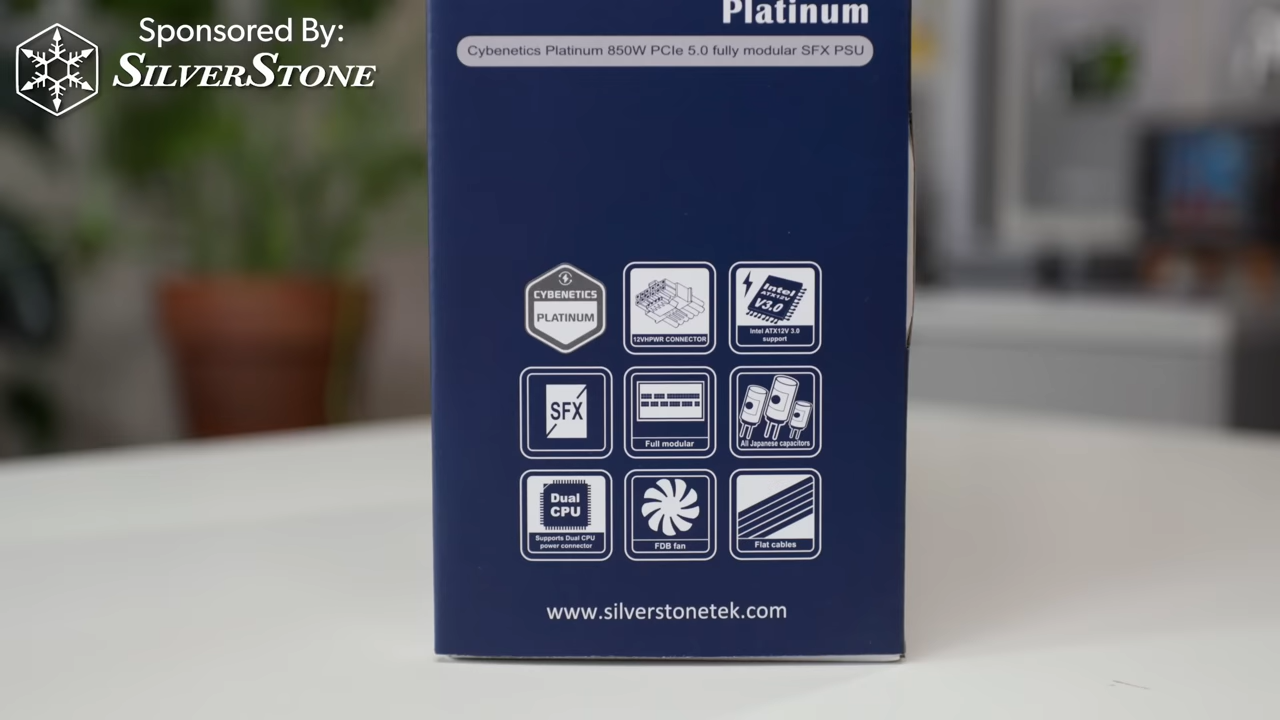 Sponsored By:
SILVERSTONE
Platinum
Cybenetics Platinum 850W PCIe 5.0 fully modular SFX PSU
CYBENETICS
PLATINUM
12VHPWR CONNECTOR
Intel
ATX12V
V3.0
Intel ATX12V 3.0
support
SFX
Full modular
All Japanese capacitors
Dual
CPU
Supports Dual CPU
power connector
FDB fan
Flat cables
www.silverstonetek.com